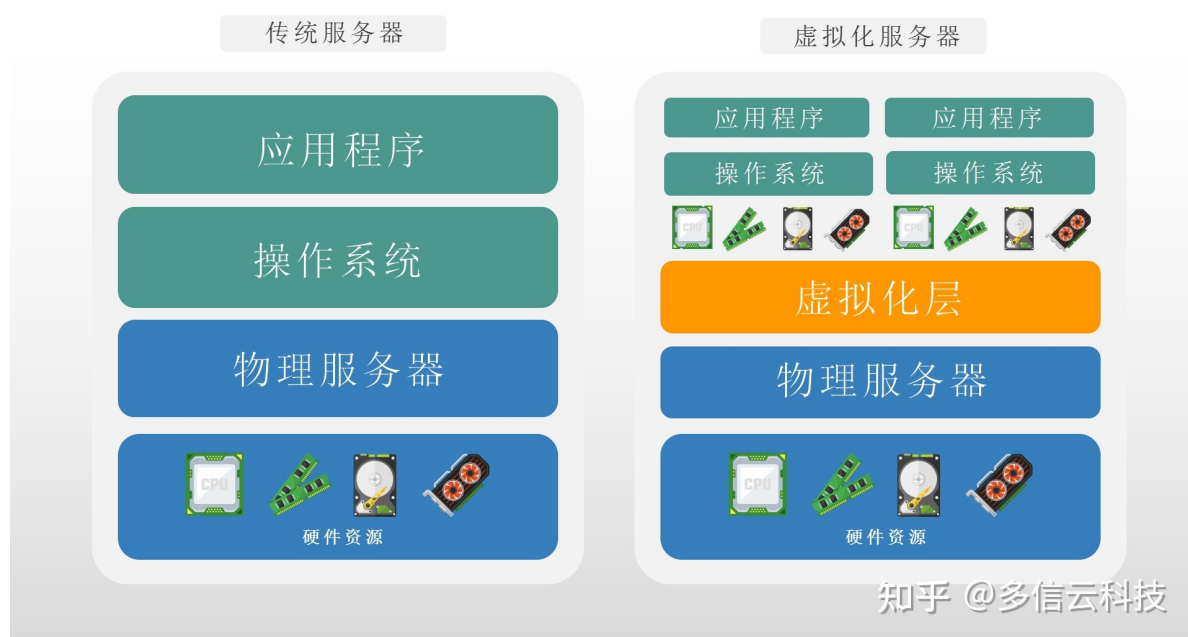 传统服务器
应用程序
操作系统
物理服务器
CPU
硬件资源
虚拟化服务器
应用程序 应用程序
操作系统 操作系统
CPU CPU
虚拟化层
物理服务器
CPU
硬件资源
知乎 @多信云科技